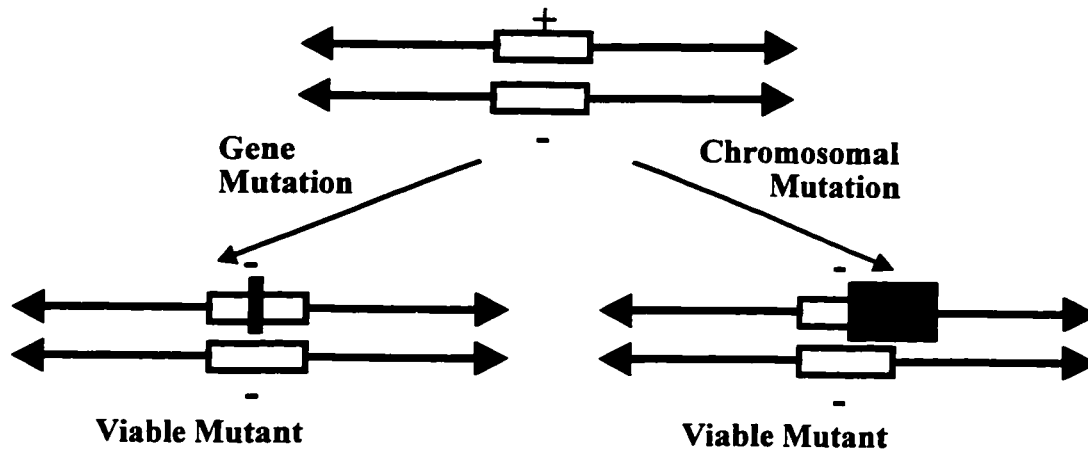 +
-
Gene
Mutation
Chromosomal
Mutation
-
-
-
-
Viable Mutant
Viable Mutant